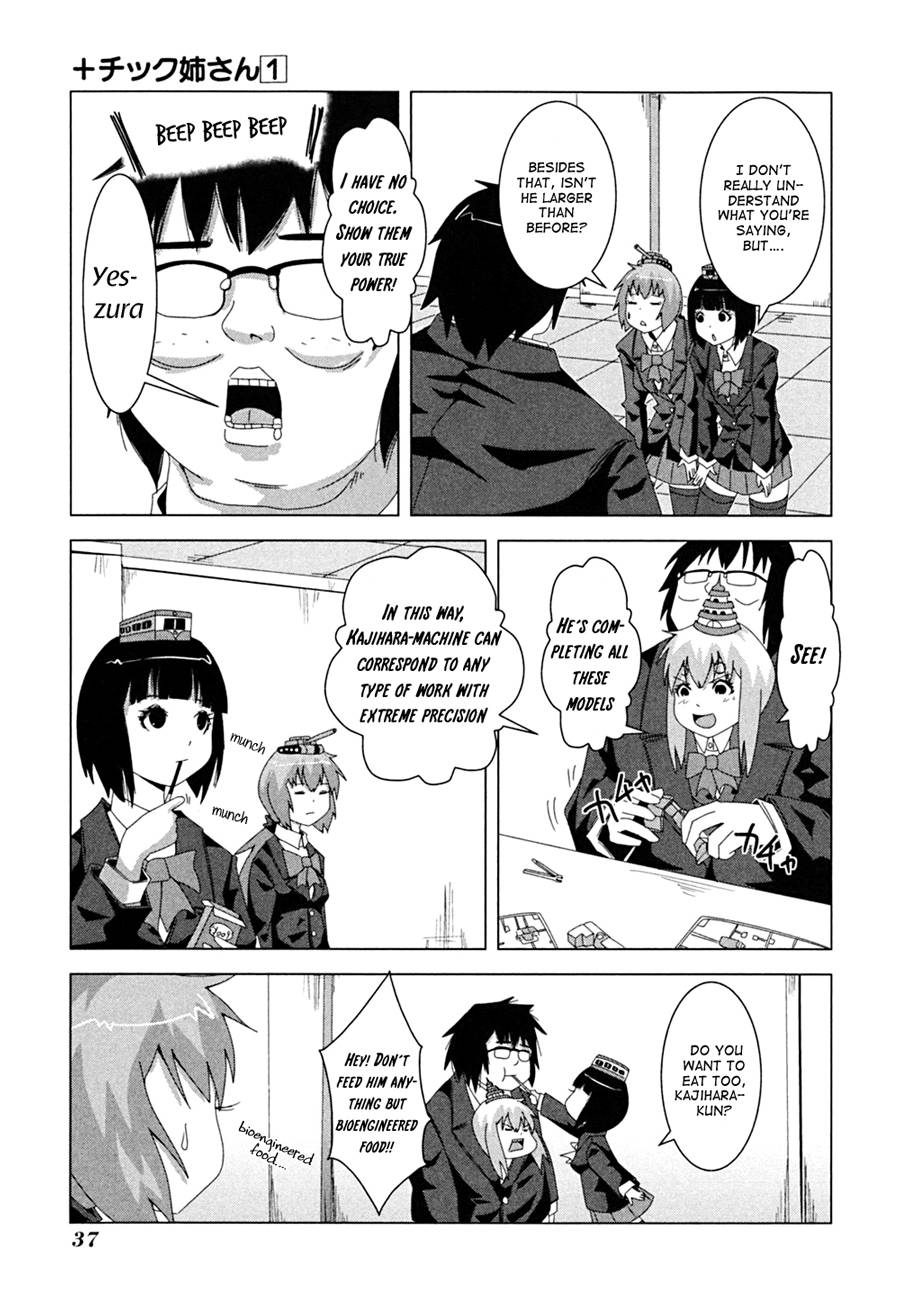 +チック姉さん 1
I DON'T
REALLY UN-
DERSTAND
WHAT YOU'RE
SAYING,
BUT....
BESIDES
THAT, ISN'T
HE LARGER
THAN
BEFORE?
BEEP BEEP BEEP
I HAVE NO
CHOICE.
SHOW THEM
YOUR TRUE
POWER!
Yes-
zura
SEE!
HE'S COM-
PLETING ALL
THESE
MODELS
カチャ
カチャ
IN THIS WAY,
KAJIHARA-MACHINE CAN
CORRESPOND TO ANY
TYPE OF WORK WITH
EXTREME PRECISION
munch
munch
DO YOU
WANT TO
EAT TOO,
KAJIHARA-
KUN?
HEY! DON'T
FEED HIM ANY-
THING BUT
BIOENGINEERED
FOOD!!
bioengineered
food....
37